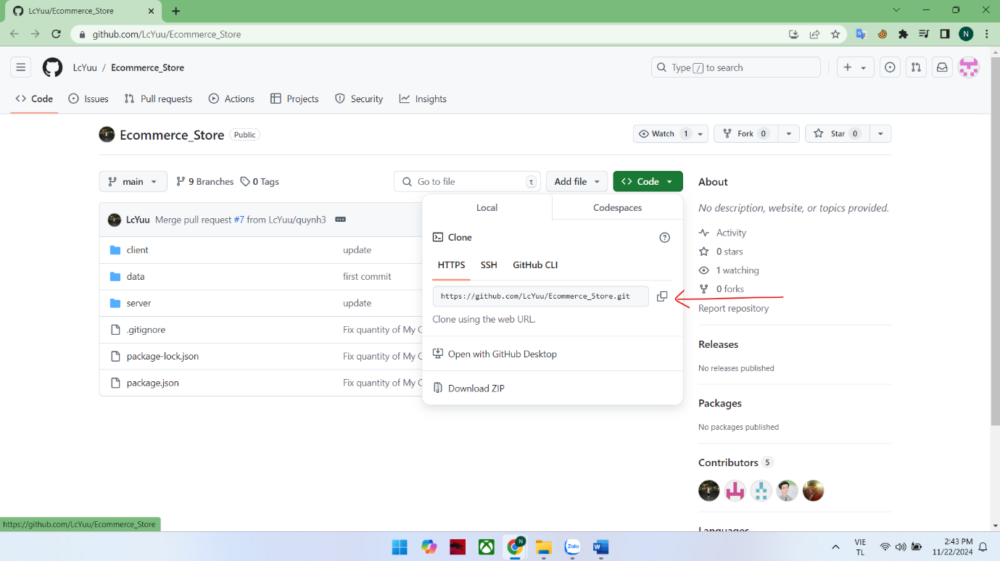 LcYuu/Ecommerce_Store
github.com/LcYuu/Ecommerce_Store
N
LcYuu / Ecommerce_Store
Type / to search
Code Issues Pull requests Actions Projects Security Insights
Ecommerce_Store Public
Watch 1 Fork 0 Star 0
main 9 Branches 0 Tags Go to file t Add file Code
LcYuu Merge pull request #7 from LcYuu/quynh3
client update
data first commit
server update
.gitignore Fix quantity of My C
package-lock.json Fix quantity of My C
package.json Fix quantity of My C
Local Codespaces
Clone
HTTPS SSH GitHub CLI
https://github.com/LcYuu/Ecommerce_Store.git
Clone using the web URL.
Open with GitHub Desktop
Download ZIP
About
No description, website, or topics provided.
Activity
0 stars
1 watching
0 forks
Report repository
Releases
No releases published
Packages
No packages published
Contributors 5
Languages
https://github.com/LcYuu/Ecommerce_Store
N
Zalo
W
VIE
TL
2:43 PM
11/22/2024